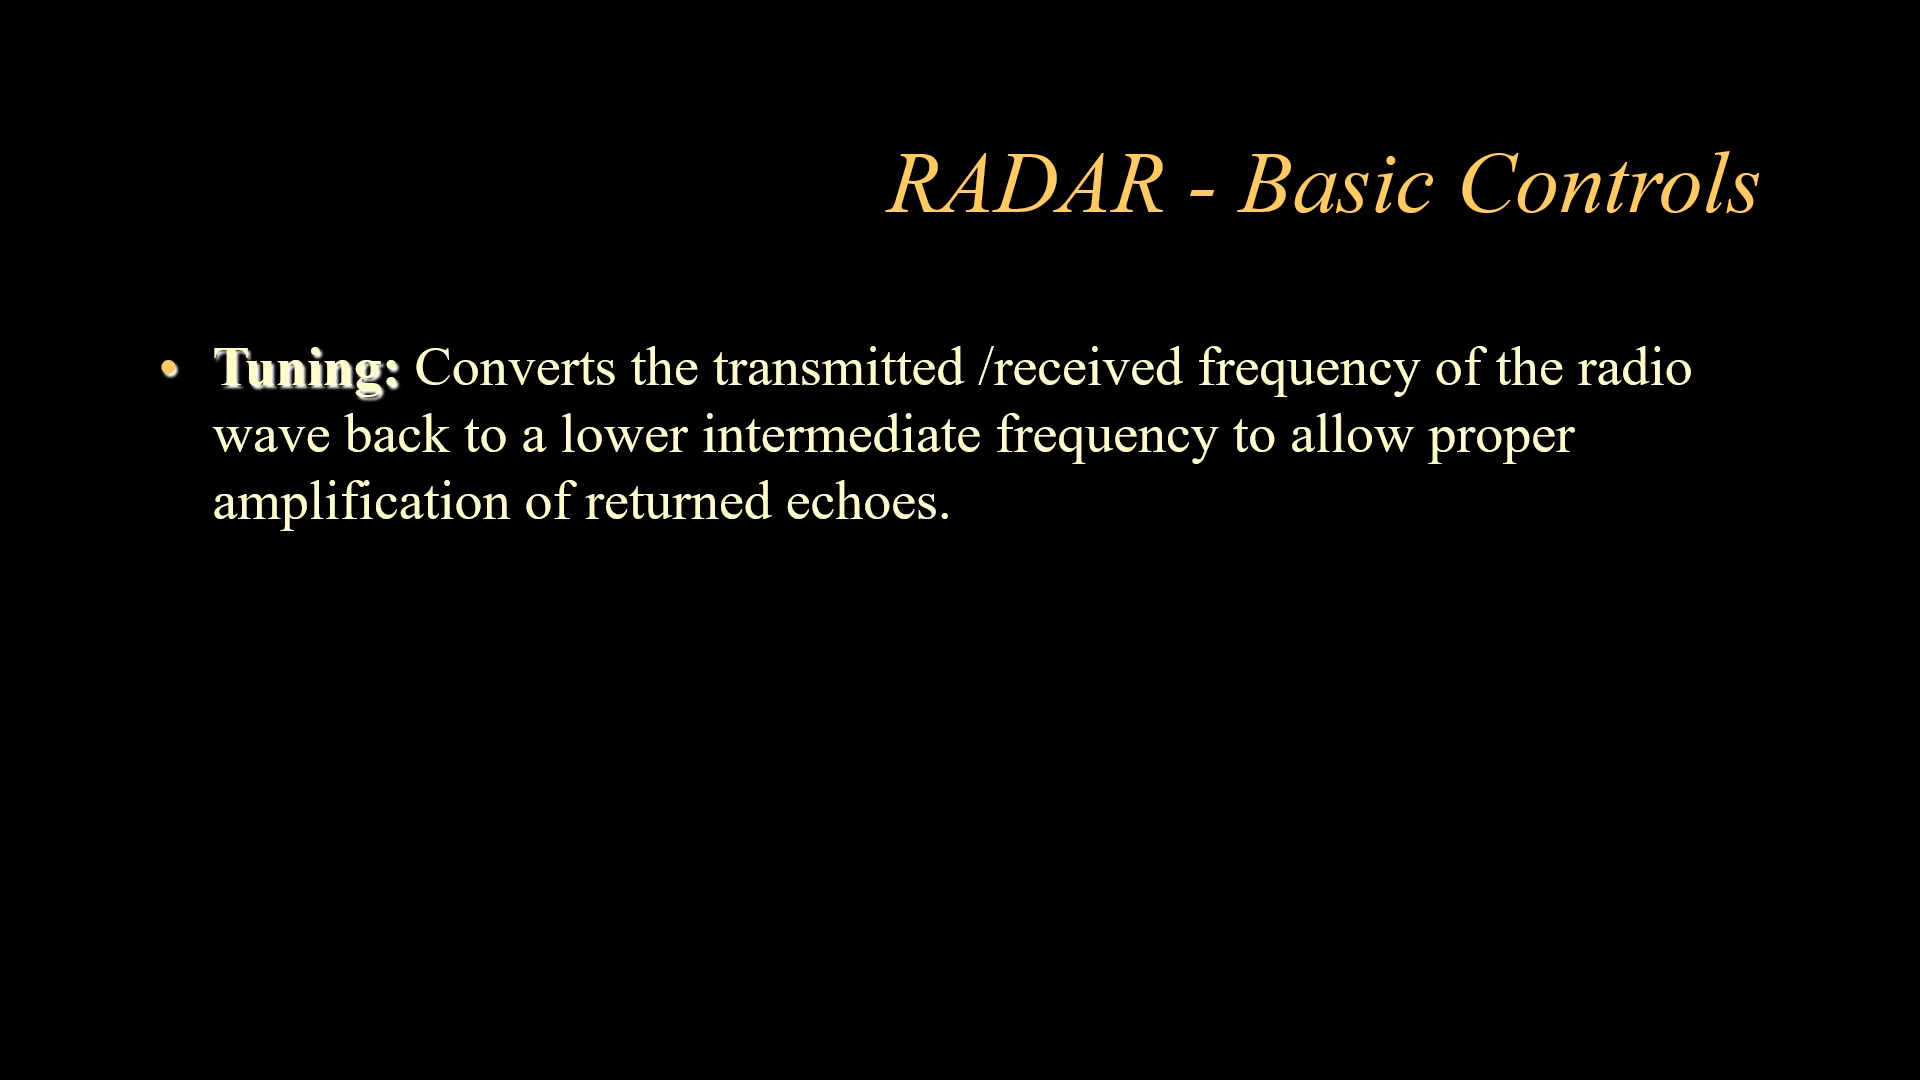 RADAR - Basic Controls
• Tuning: Converts the transmitted /received frequency of the radio
wave back to a lower intermediate frequency to allow proper
amplification of returned echoes.